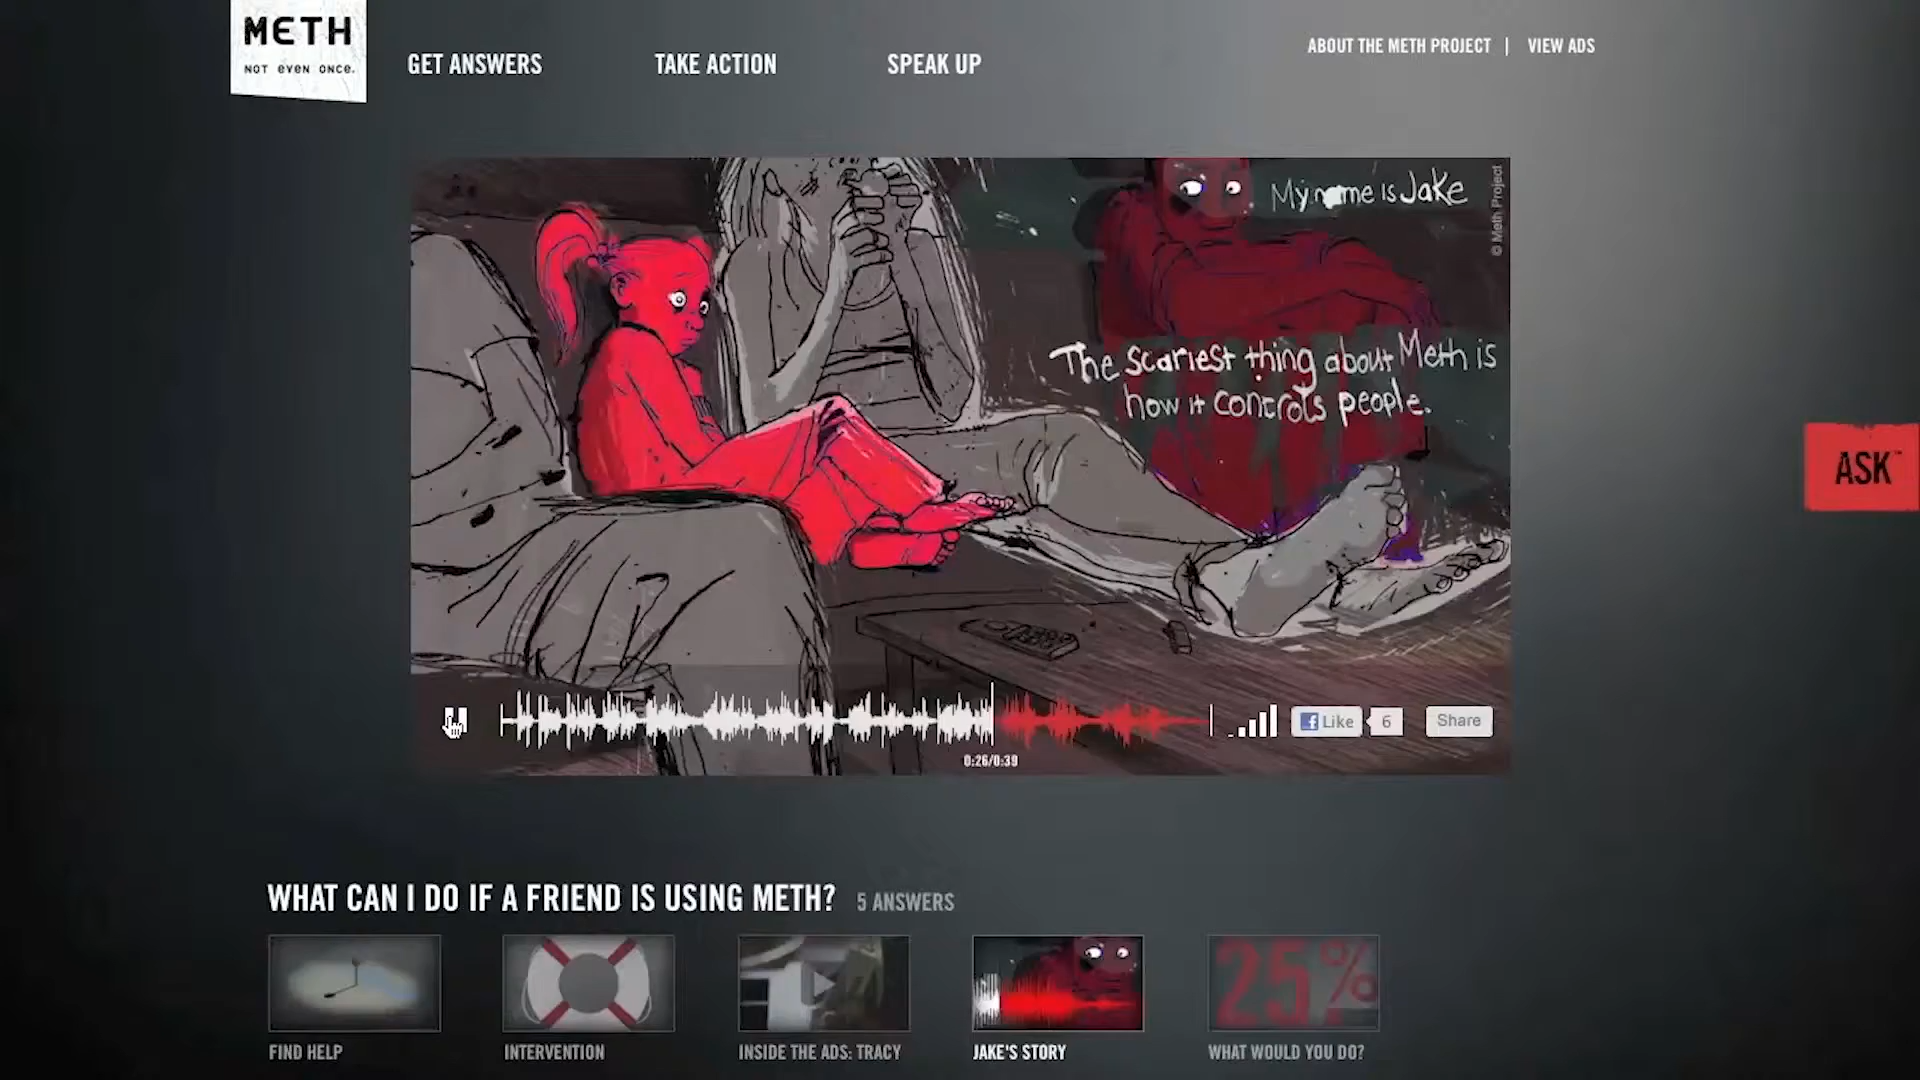 METH
NOT EVEN ONCE.
GET ANSWERS
TAKE ACTION
SPEAK UP
ABOUT THE METH PROJECT | VIEW ADS
My name is Jake
© Meth Project
The scariest thing about Meth is
how it controls people.
ASK™
Like
6
Share
0:26/0:39
WHAT CAN I DO IF A FRIEND IS USING METH? 5 ANSWERS
25%
FIND HELP
INTERVENTION
INSIDE THE ADS: TRACY
JAKE'S STORY
WHAT WOULD YOU DO?